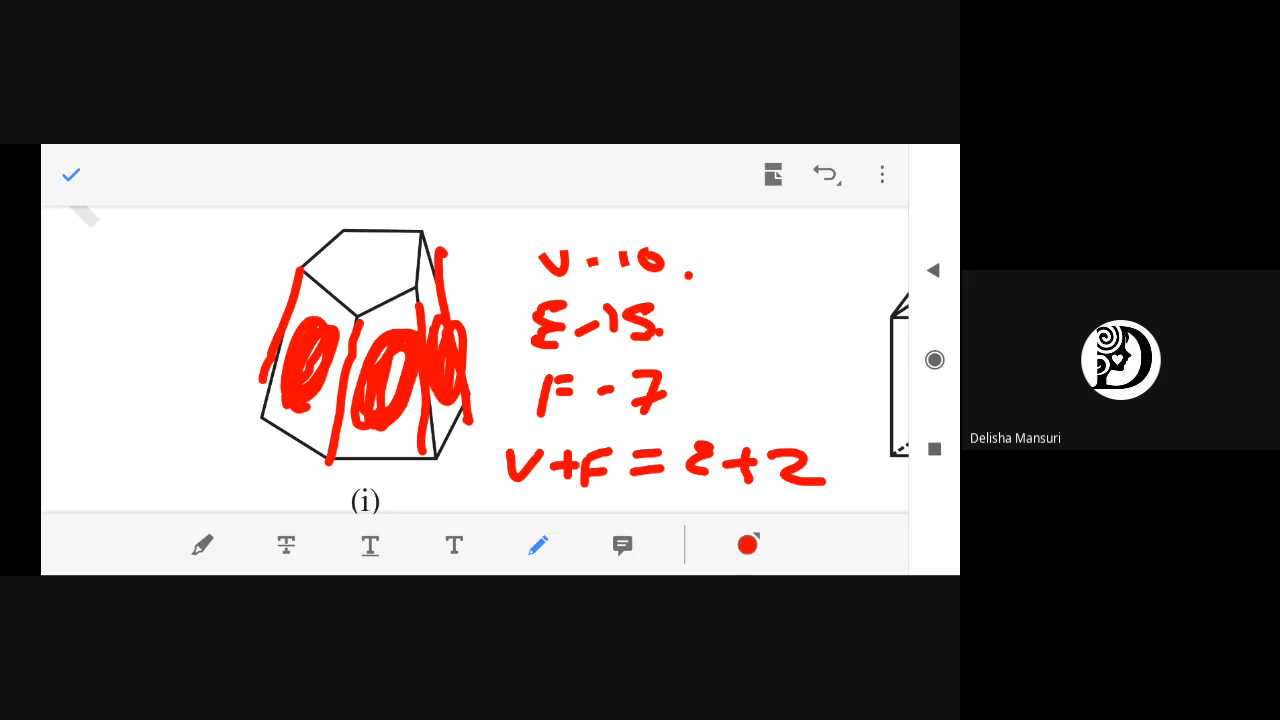 V - 10.
E - 15.
F - 7
V + F = E + 2
(i)
T
T
T
Delisha Mansuri